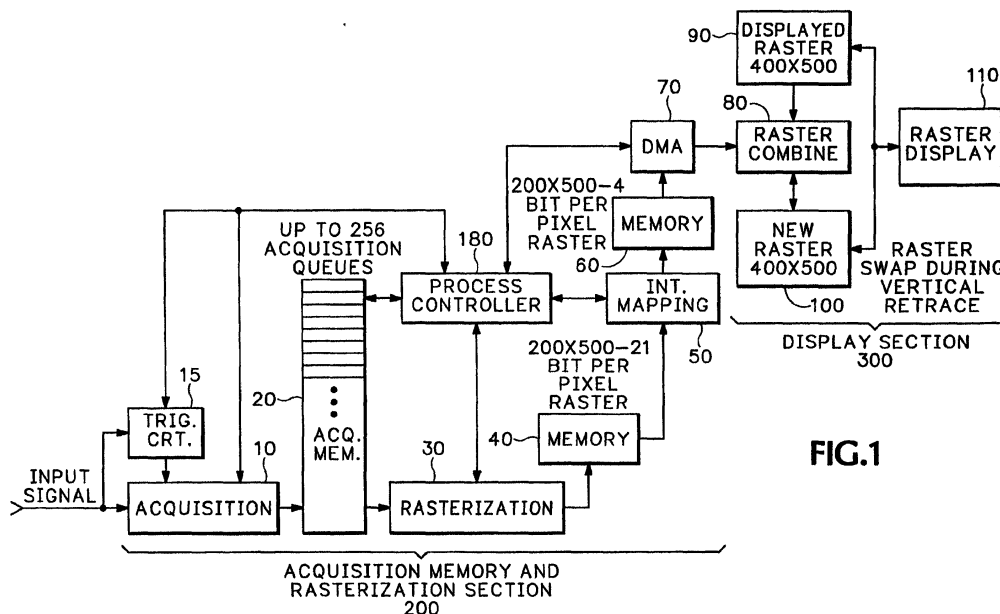 90
DISPLAYED
RASTER
400X500
110
80
70
DMA
RASTER
COMBINE
RASTER
DISPLAY
200X500-4
BIT PER
PIXEL
RASTER
MEMORY
60
NEW
RASTER
400X500
100
RASTER
SWAP DURING
VERTICAL
RETRACE
UP TO 256
ACQUISITION
QUEUES
180
PROCESS
CONTROLLER
INT.
MAPPING
50
DISPLAY SECTION
300
200X500-21
BIT PER
PIXEL
RASTER
15
TRIG.
CRT.
20
ACQ.
MEM.
40
MEMORY
FIG.1
10
30
INPUT
SIGNAL
ACQUISITION
RASTERIZATION
ACQUISITION MEMORY AND
RASTERIZATION SECTION
200